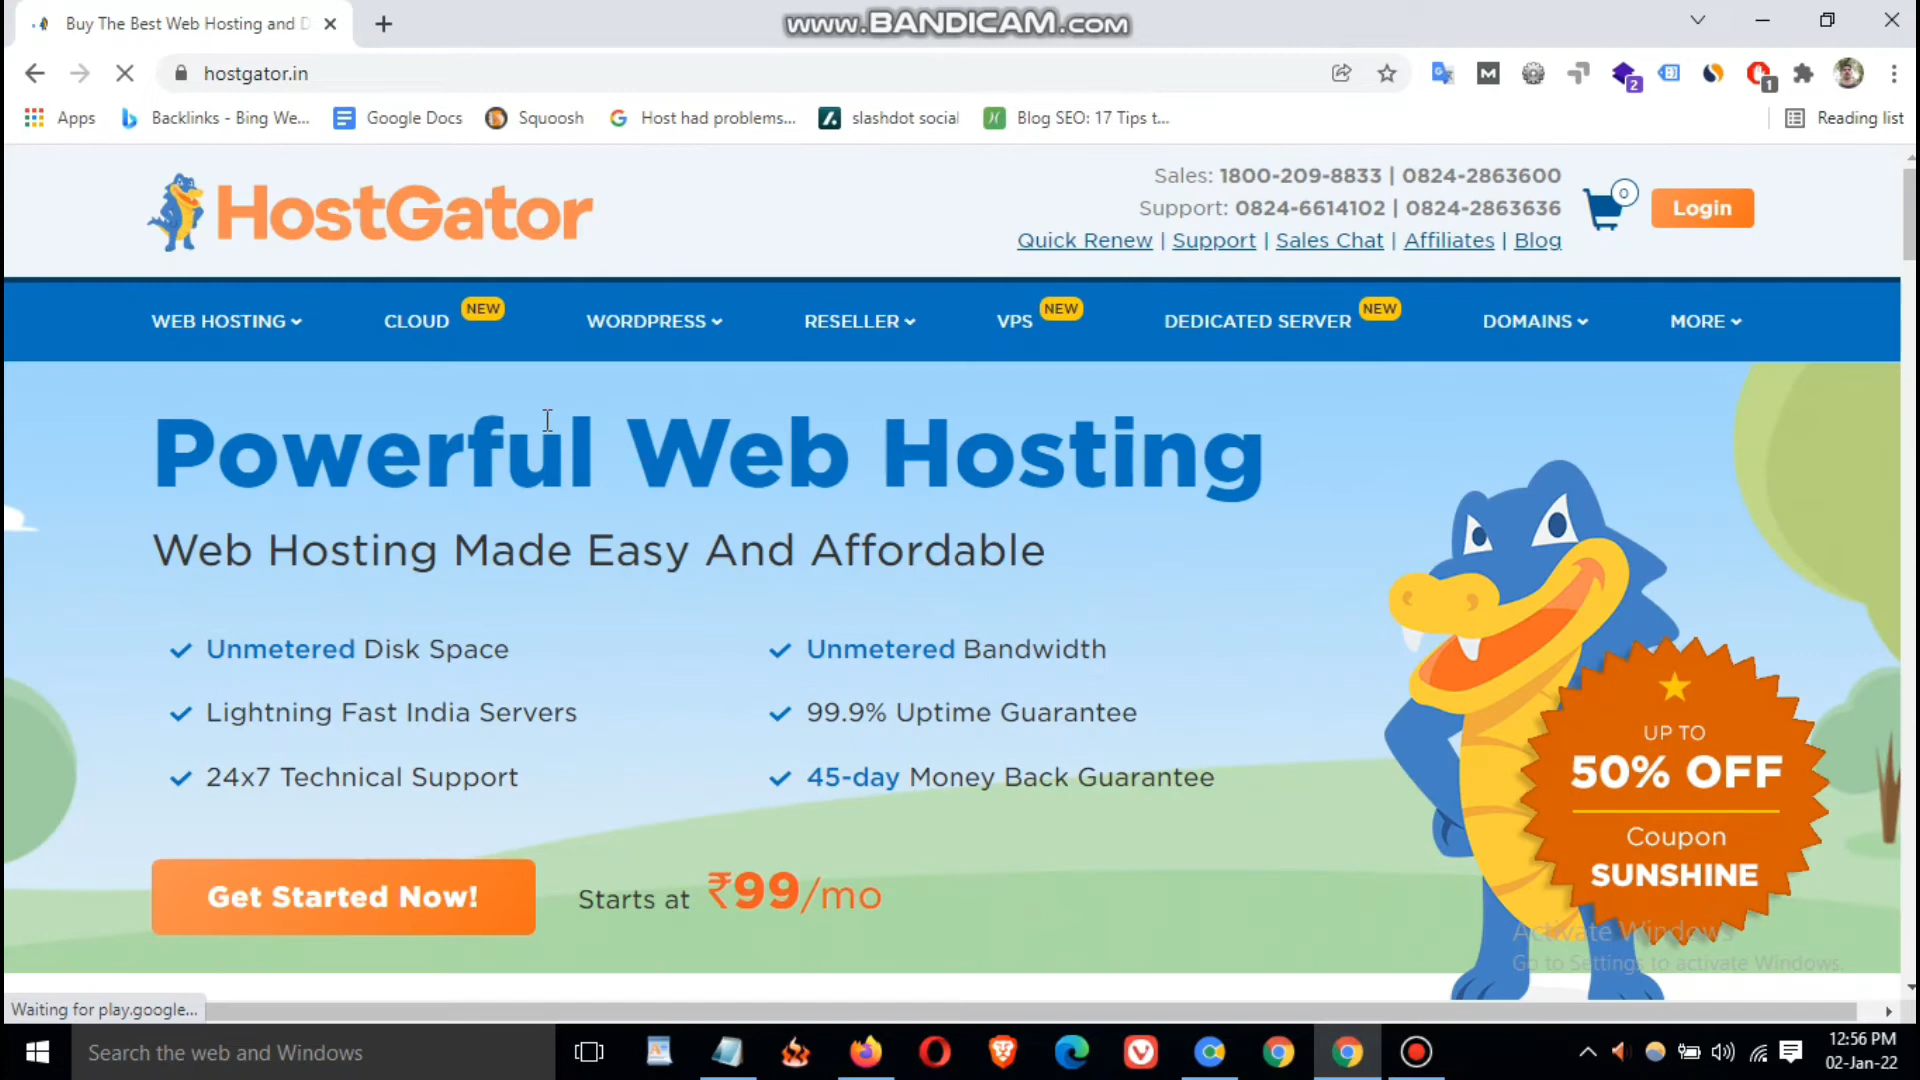 Buy The Best Web Hosting and D
www.BANDICAM.com
hostgator.in
2
1
Apps
Backlinks - Bing We...
Google Docs
Squoosh
Host had problems...
slashdot social
Blog SEO: 17 Tips t...
Reading list
HostGator
Sales: 1800-209-8833 | 0824-2863600
Support: 0824-6614102 | 0824-2863636
Quick Renew | Support | Sales Chat | Affiliates | Blog
0
Login
WEB HOSTING
CLOUD NEW
WORDPRESS
RESELLER
VPS NEW
DEDICATED SERVER NEW
DOMAINS
MORE
Powerful Web Hosting
Web Hosting Made Easy And Affordable
Unmetered Disk Space
Unmetered Bandwidth
Lightning Fast India Servers
99.9% Uptime Guarantee
24x7 Technical Support
45-day Money Back Guarantee
UP TO
50% OFF
Coupon
SUNSHINE
Get Started Now!
Starts at ₹99/mo
Activate Windows
Go to Settings to activate Windows.
Waiting for play.google...
Search the web and Windows
12:56 PM
02-Jan-22